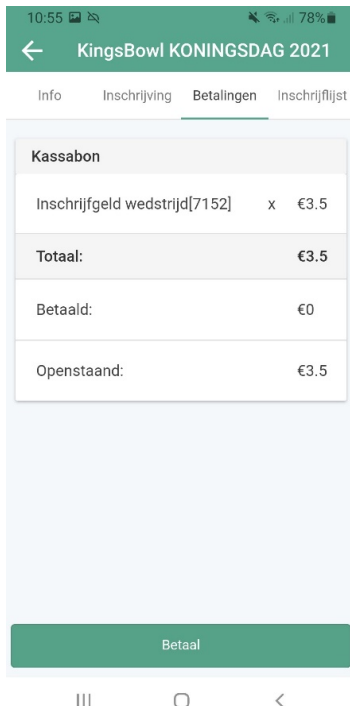 10:55 78%
KingsBowl KONINGSDAG 2021
Info Inschrijving Betalingen Inschrijflijst
Kassabon
Inschrijfgeld wedstrijd[7152] x €3.5
Totaal: €3.5
Betaald: €0
Openstaand: €3.5
Betaal